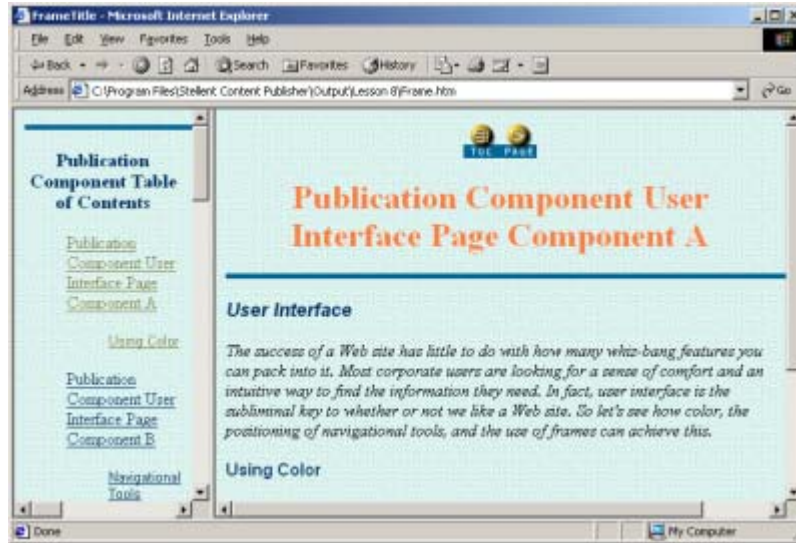 FrameTitle - Microsoft Internet Explorer
File Edit View Favorites Tools Help
Back Search Favorites History
Address C:\Program Files\Stellent Content Publisher\Output\Lesson 8\Frame.htm Go
Publication
Component Table
of Contents
Publication
Component User
Interface Page
Component A
Using Color
Publication
Component User
Interface Page
Component B
Navigational
Tools
TOC PAGE
Publication Component User
Interface Page Component A
User Interface
The success of a Web site has little to do with how many whiz-bang features you
can pack into it. Most corporate users are looking for a sense of comfort and an
intuitive way to find the information they need. In fact, user interface is the
subliminal key to whether or not we like a Web site. So let's see how color, the
positioning of navigational tools, and the use of frames can achieve this.
Using Color
Done My Computer